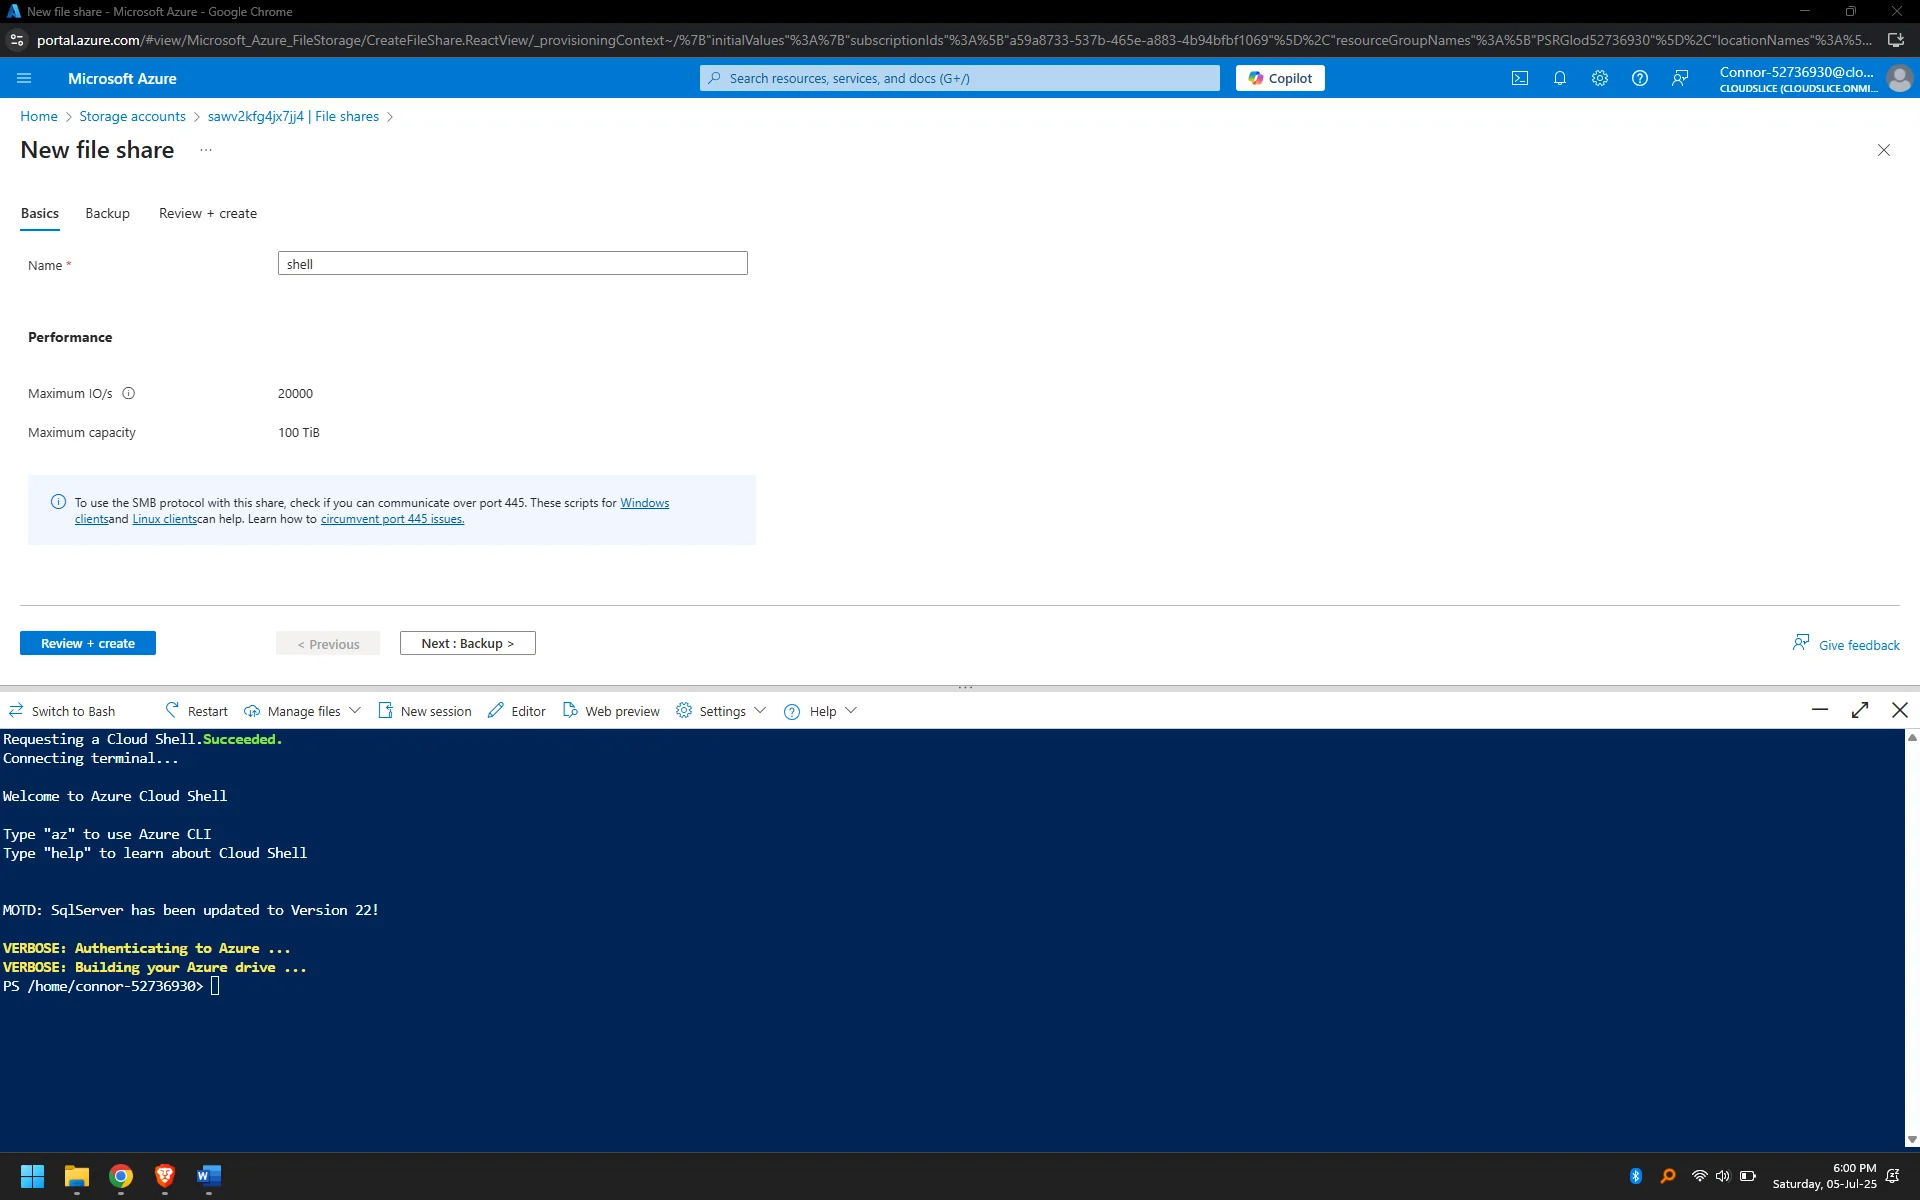 New file share - Microsoft Azure - Google Chrome
portal.azure.com/#view/Microsoft_Azure_FileStorage/CreateFileShare.ReactView/_provisioningContext~/%7B"initialValues"%3A%7B"subscriptionIds"%3A%5B"a59a8733-537b-465e-a883-4b94bfbf1069"%5D%2C"resourceGroupNames"%3A%5B"PSRGlod52736930"%5D%2C"locationNames"%3A%5...
Microsoft Azure
Search resources, services, and docs (G+/)
Copilot
Connor-52736930@clo...
CLOUDSLICE (CLOUDSLICE.ONMI...
Home > Storage accounts > sawv2kfg4jx7jj4 | File shares >
New file share ...
Basics Backup Review + create
Name * shell
Performance
Maximum IO/s 20000
Maximum capacity 100 TiB
To use the SMB protocol with this share, check if you can communicate over port 445. These scripts for Windows
clientsand Linux clientscan help. Learn how to circumvent port 445 issues.
Review + create < Previous Next : Backup > Give feedback
Switch to Bash Restart Manage files New session Editor Web preview Settings Help
Requesting a Cloud Shell.Succeeded.
Connecting terminal...
Welcome to Azure Cloud Shell
Type "az" to use Azure CLI
Type "help" to learn about Cloud Shell
MOTD: SqlServer has been updated to Version 22!
VERBOSE: Authenticating to Azure ...
VERBOSE: Building your Azure drive ...
PS /home/connor-52736930>
6:00 PM
Saturday, 05-Jul-25